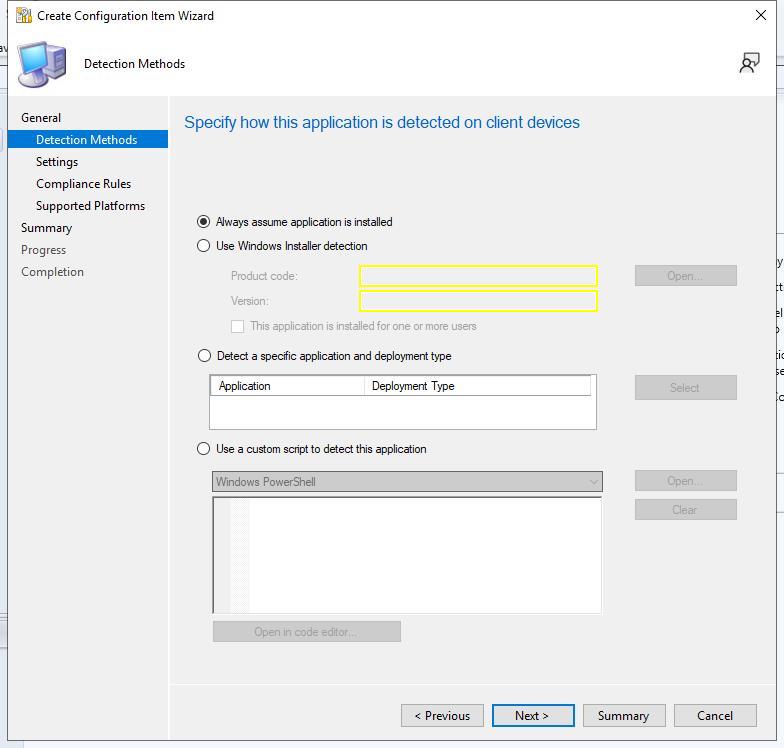 Create Configuration Item Wizard
Detection Methods
General
Detection Methods
Settings
Compliance Rules
Supported Platforms
Summary
Progress
Completion
Specify how this application is detected on client devices
Always assume application is installed
Use Windows Installer detection
Product code:
Open...
Version:
This application is installed for one or more users
Detect a specific application and deployment type
Application Deployment Type
Select
Use a custom script to detect this application
Windows PowerShell
Open...
Clear
Open in code editor...
< Previous Next > Summary Cancel